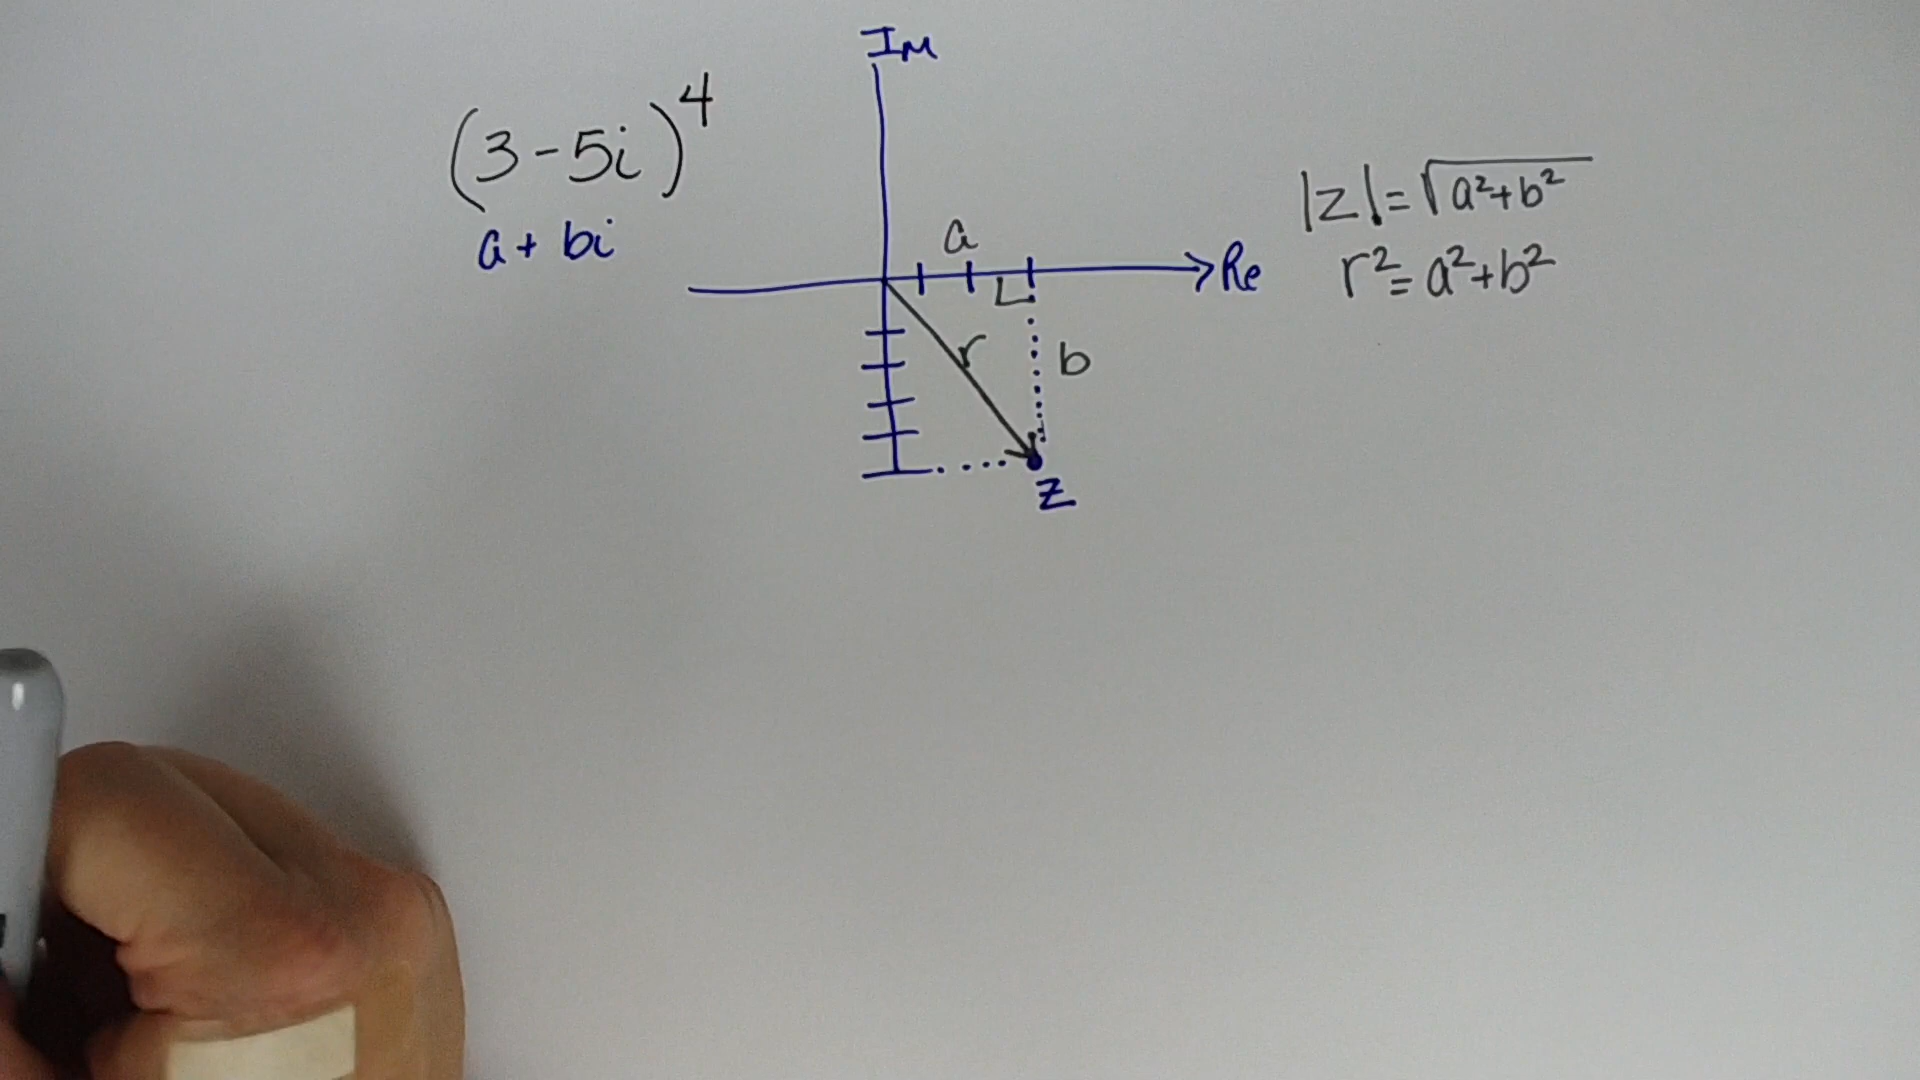 Im
(3-5i)⁴
a + bi
a
Re
r
b
z
|z|=√a²+b²
r²=a²+b²